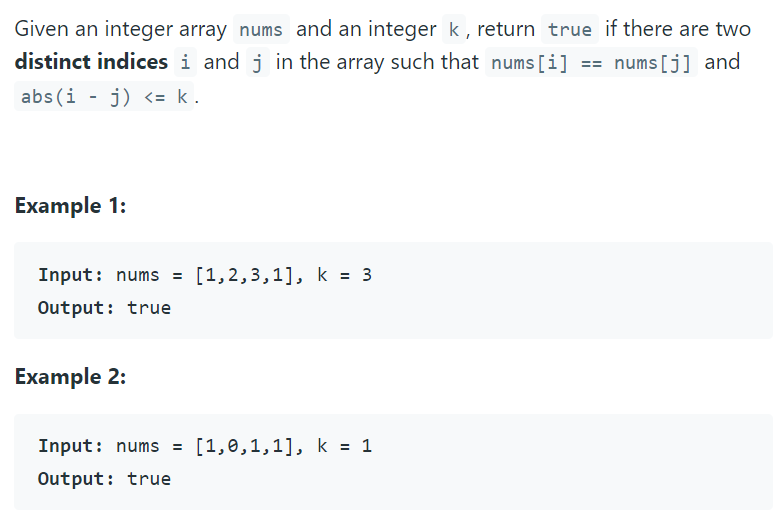 Given an integer array nums and an integer k , return true if there are two
distinct indices i and j in the array such that nums[i] == nums[j] and
abs(i - j) <= k .
Example 1:
Input: nums = [1,2,3,1], k = 3
Output: true
Example 2:
Input: nums = [1,0,1,1], k = 1
Output: true